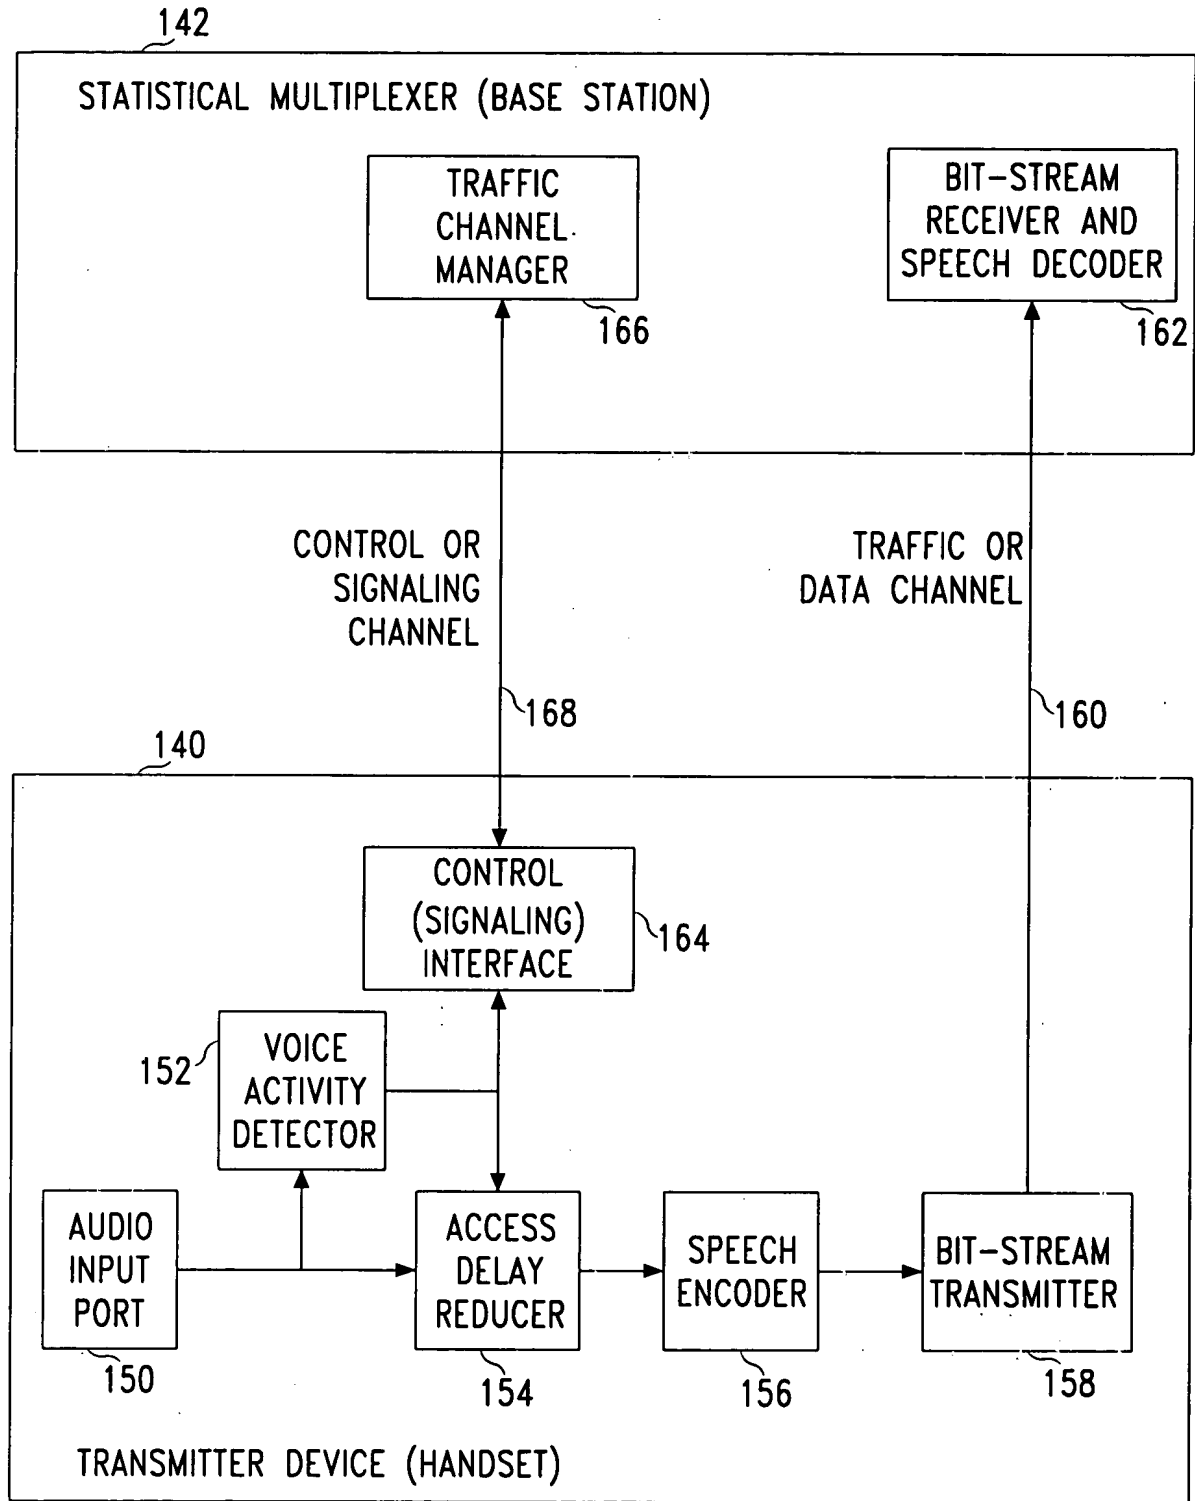 142
STATISTICAL MULTIPLEXER (BASE STATION)
TRAFFIC
CHANNEL
MANAGER
166
BIT-STREAM
RECEIVER AND
SPEECH DECODER
162
CONTROL OR
SIGNALING
CHANNEL
168
TRAFFIC OR
DATA CHANNEL
160
140
CONTROL
(SIGNALING)
INTERFACE
164
152
VOICE
ACTIVITY
DETECTOR
AUDIO
INPUT
PORT
150
ACCESS
DELAY
REDUCER
154
SPEECH
ENCODER
156
BIT-STREAM
TRANSMITTER
158
TRANSMITTER DEVICE (HANDSET)